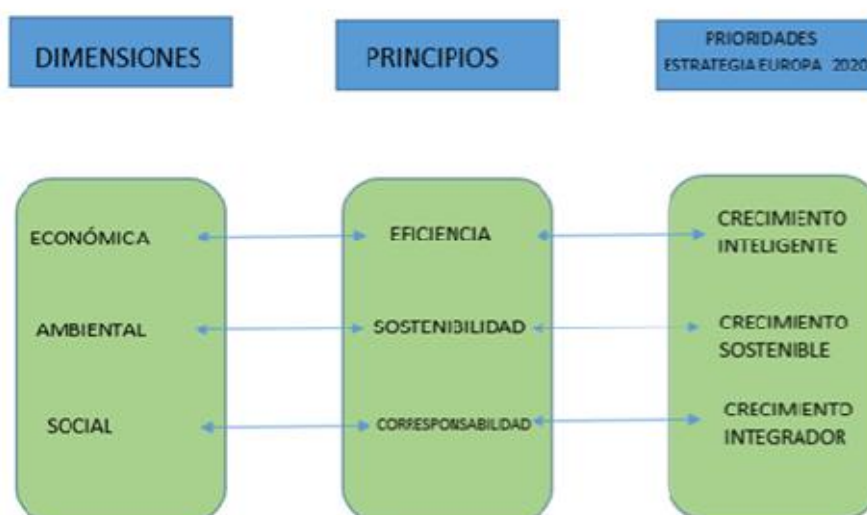 DIMENSIONES
PRINCIPIOS
PRIORIDADES
ESTRATEGIA EUROPA 2020
ECONÓMICA
EFICIENCIA
CRECIMIENTO
INTELIGENTE
AMBIENTAL
SOSTENIBILIDAD
CRECIMIENTO
SOSTENIBLE
SOCIAL
CORRESPONSABILIDAD
CRECIMIENTO
INTEGRADOR